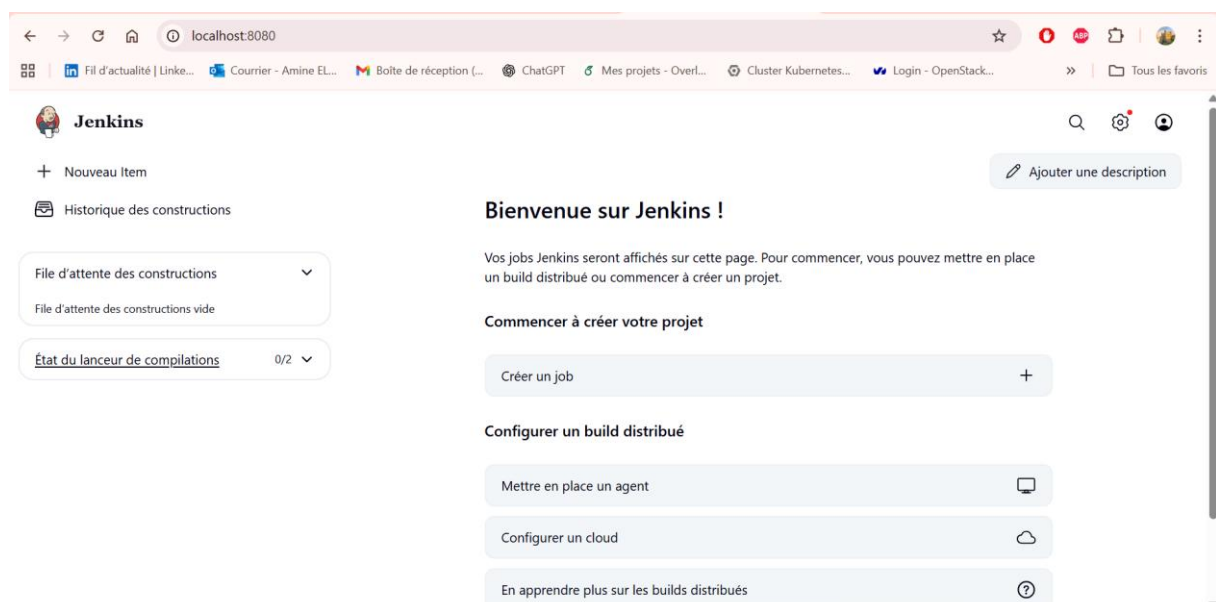 localhost:8080
ABP
in Fil d'actualité | Linke... Courrier - Amine EL... Boîte de réception (... ChatGPT Mes projets - Overl... Cluster Kubernetes... Login - OpenStack... » Tous les favoris
Jenkins
Nouveau Item
Ajouter une description
Historique des constructions
Bienvenue sur Jenkins !
Vos jobs Jenkins seront affichés sur cette page. Pour commencer, vous pouvez mettre en place
un build distribué ou commencer à créer un projet.
File d'attente des constructions
File d'attente des constructions vide
Commencer à créer votre projet
État du lanceur de compilations 0/2
Créer un job
Configurer un build distribué
Mettre en place un agent
Configurer un cloud
En apprendre plus sur les builds distribués